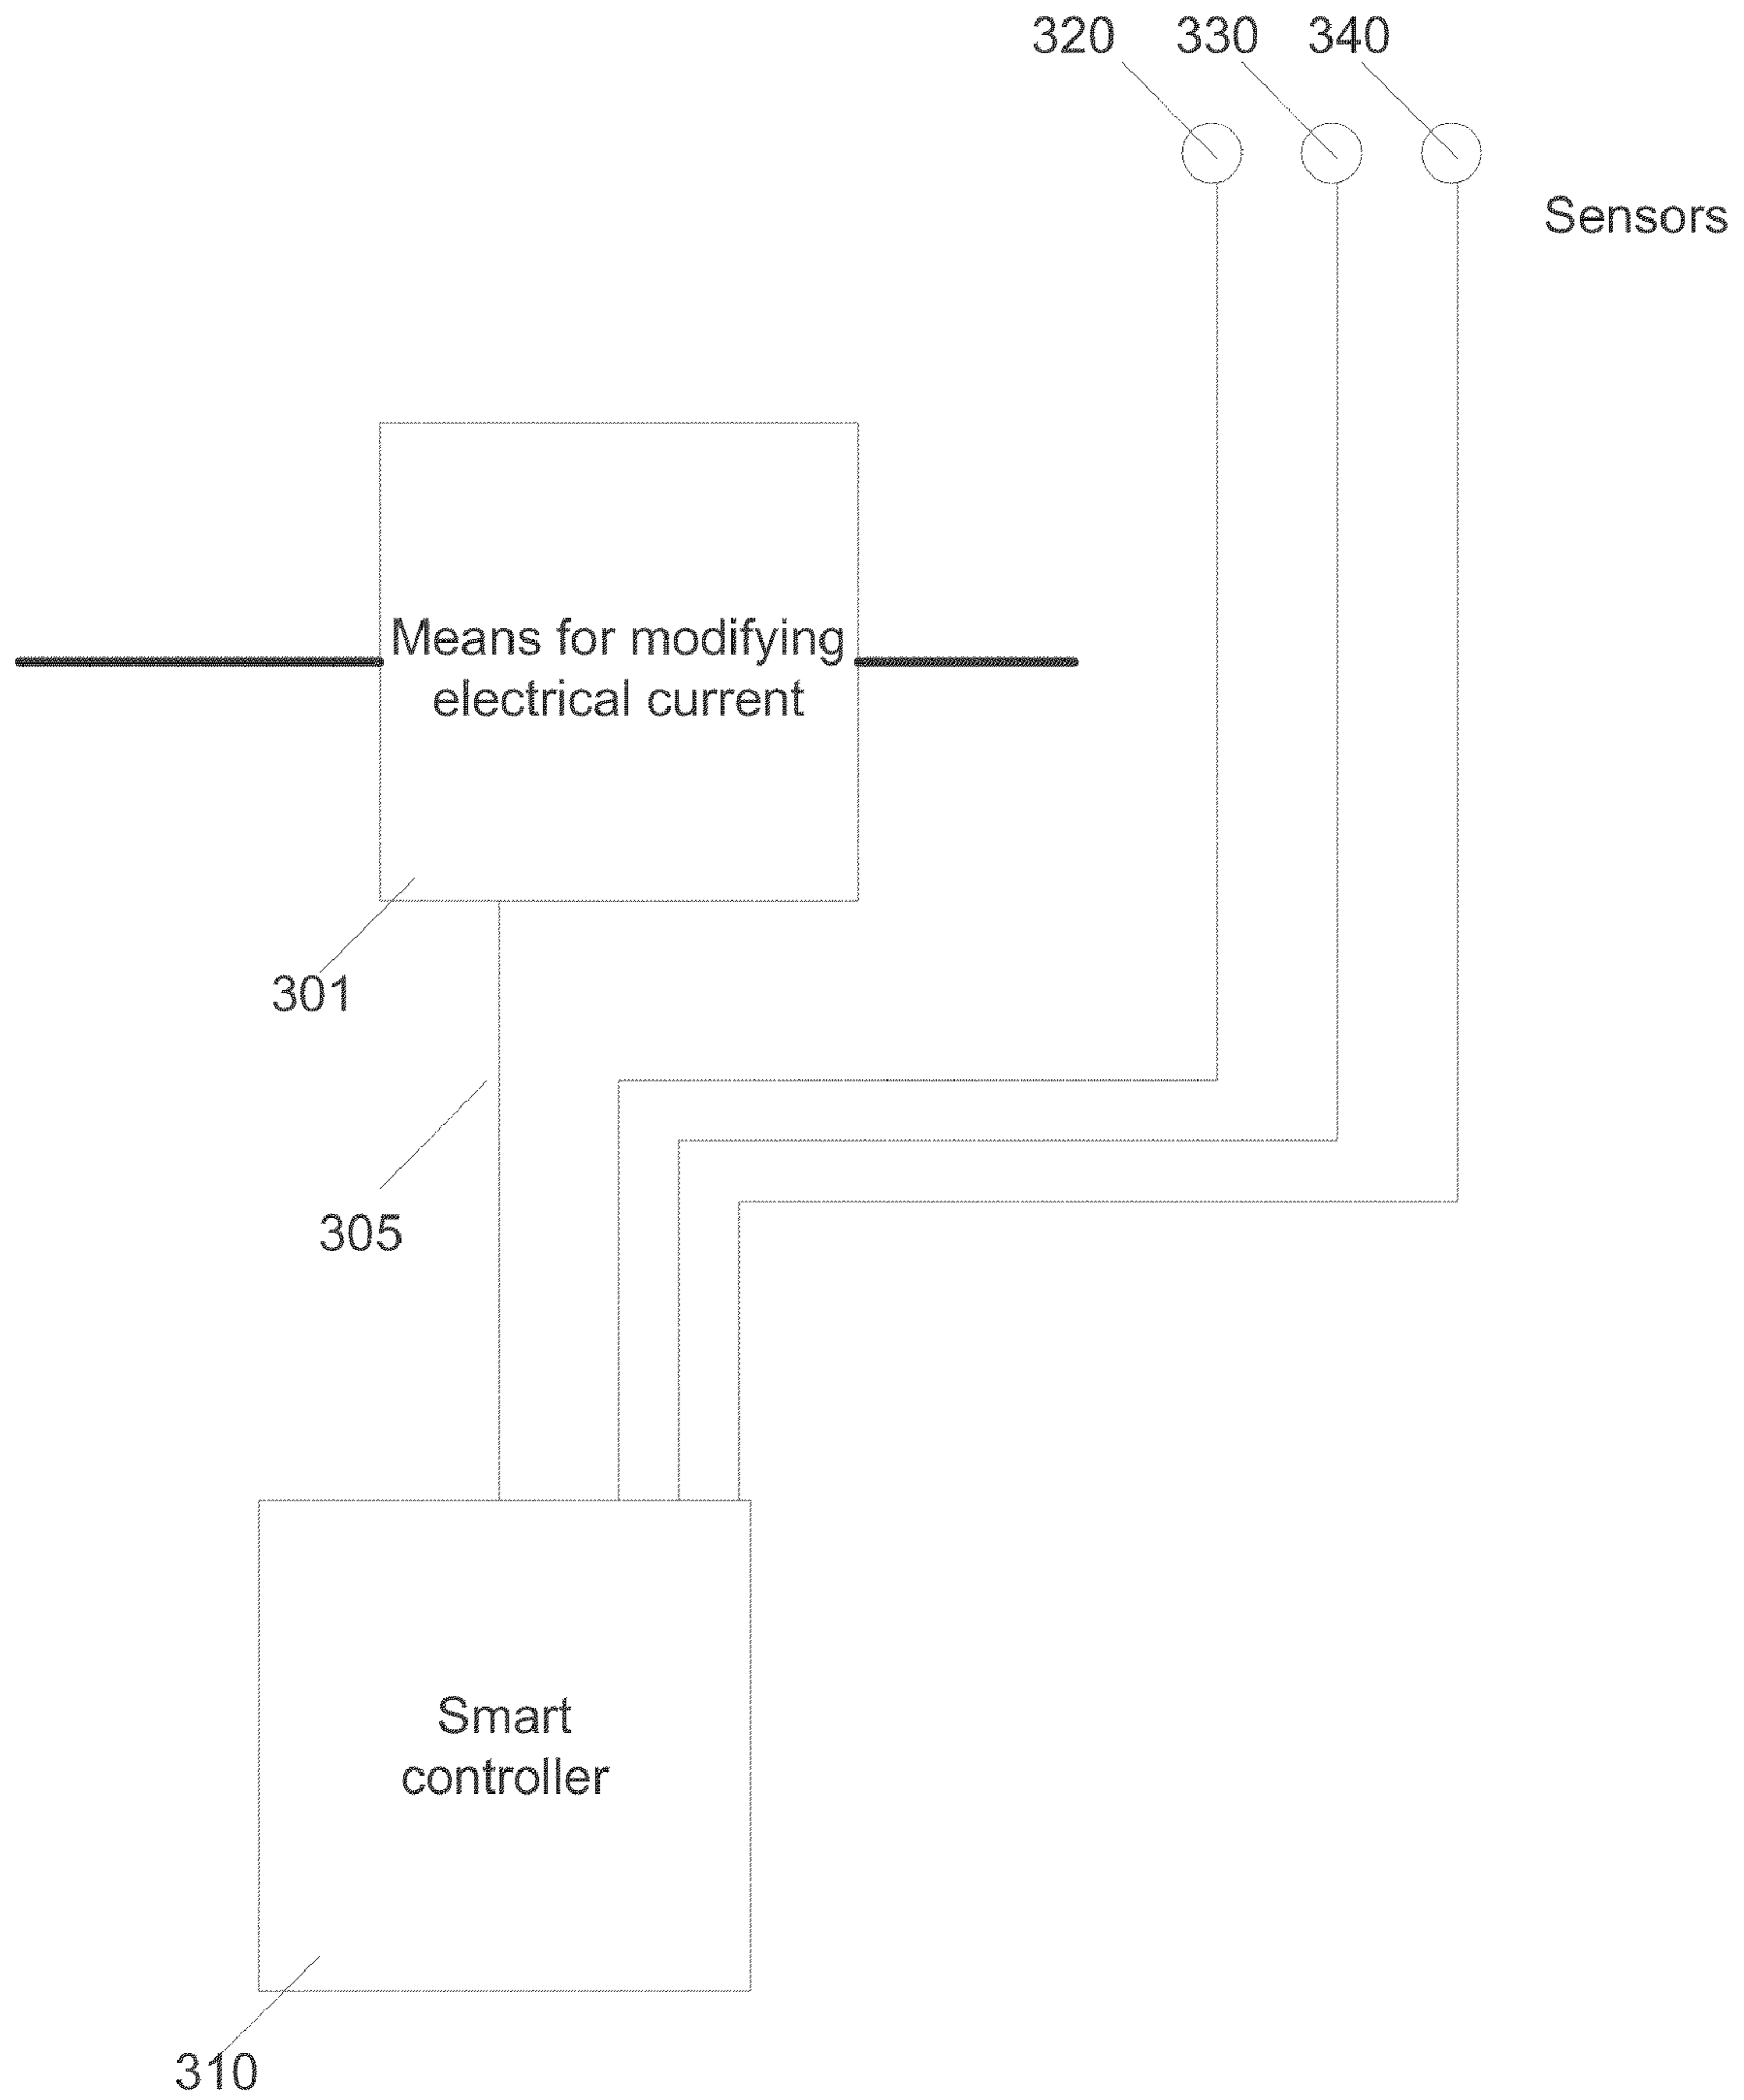 320 330 340
Sensors
Means for modifying
electrical current
301
305
Smart
controller
310